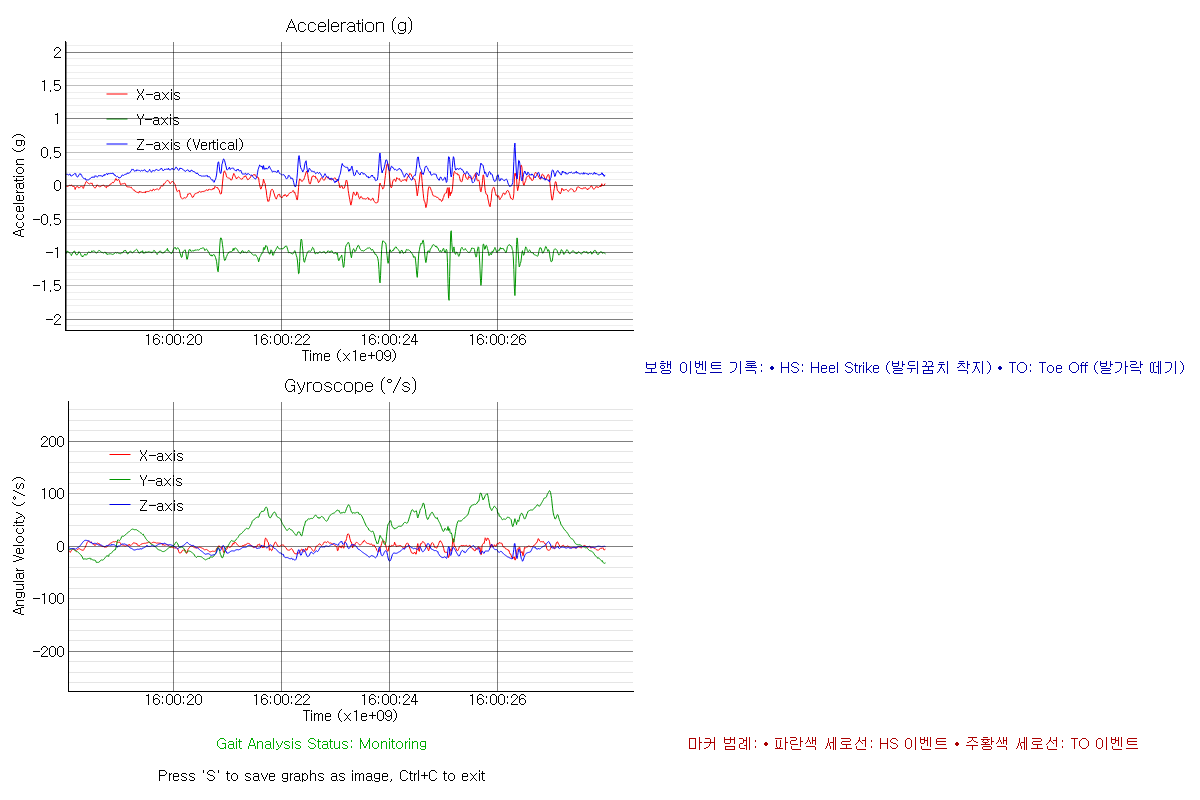 Acceleration (g)
2
1.5
1
0.5
0
-0.5
-1
-1.5
-2
Acceleration (g)
X-axis
Y-axis
Z-axis (Vertical)
16:00:20 16:00:22 16:00:24 16:00:26
Time (x1e+09)
보행 이벤트 기록: • HS: Heel Strike (발뒤꿈치 착지) • TO: Toe Off (발가락 떼기)
Gyroscope (°/s)
200
100
0
-100
-200
Angular Velocity (°/s)
X-axis
Y-axis
Z-axis
16:00:20 16:00:22 16:00:24 16:00:26
Time (x1e+09)
Gait Analysis Status: Monitoring
마커 범례: • 파란색 세로선: HS 이벤트 • 주황색 세로선: TO 이벤트
Press 'S' to save graphs as image, Ctrl+C to exit